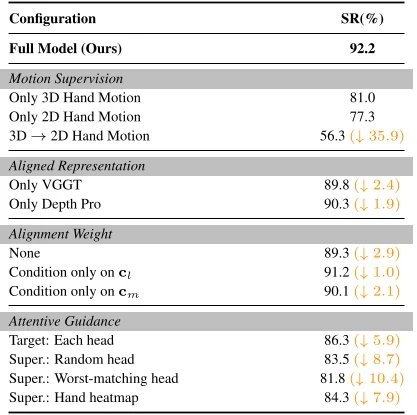 Configuration SR(%)
Full Model (Ours) 92.2
Motion Supervision
Only 3D Hand Motion 81.0
Only 2D Hand Motion 77.3
3D → 2D Hand Motion 56.3 (↓ 35.9)
Aligned Representation
Only VGGT 89.8 (↓ 2.4)
Only Depth Pro 90.3 (↓ 1.9)
Alignment Weight
None 89.3 (↓ 2.9)
Condition only on c_l 91.2 (↓ 1.0)
Condition only on c_m 90.1 (↓ 2.1)
Attentive Guidance
Target: Each head 86.3 (↓ 5.9)
Super.: Random head 83.5 (↓ 8.7)
Super.: Worst-matching head 81.8 (↓ 10.4)
Super.: Hand heatmap 84.3 (↓ 7.9)